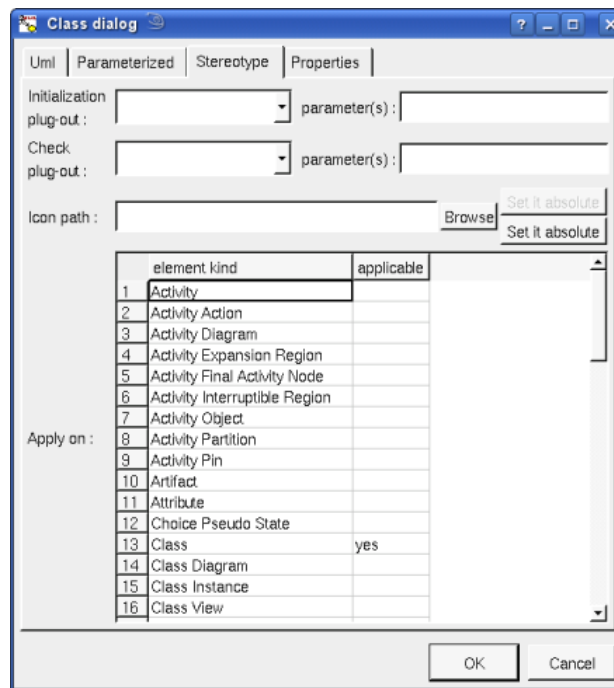 Class dialog
Uml Parameterized Stereotype Properties
Initialization plug-out : parameter(s) :
Check plug-out : parameter(s) :
Set it absolute
Icon path : Browse
Set it absolute
element kind applicable
1 Activity
2 Activity Action
3 Activity Diagram
4 Activity Expansion Region
5 Activity Final Activity Node
6 Activity Interruptible Region
7 Activity Object
Apply on : 8 Activity Partition
9 Activity Pin
10 Artifact
11 Attribute
12 Choice Pseudo State
13 Class yes
14 Class Diagram
15 Class Instance
16 Class View
OK Cancel